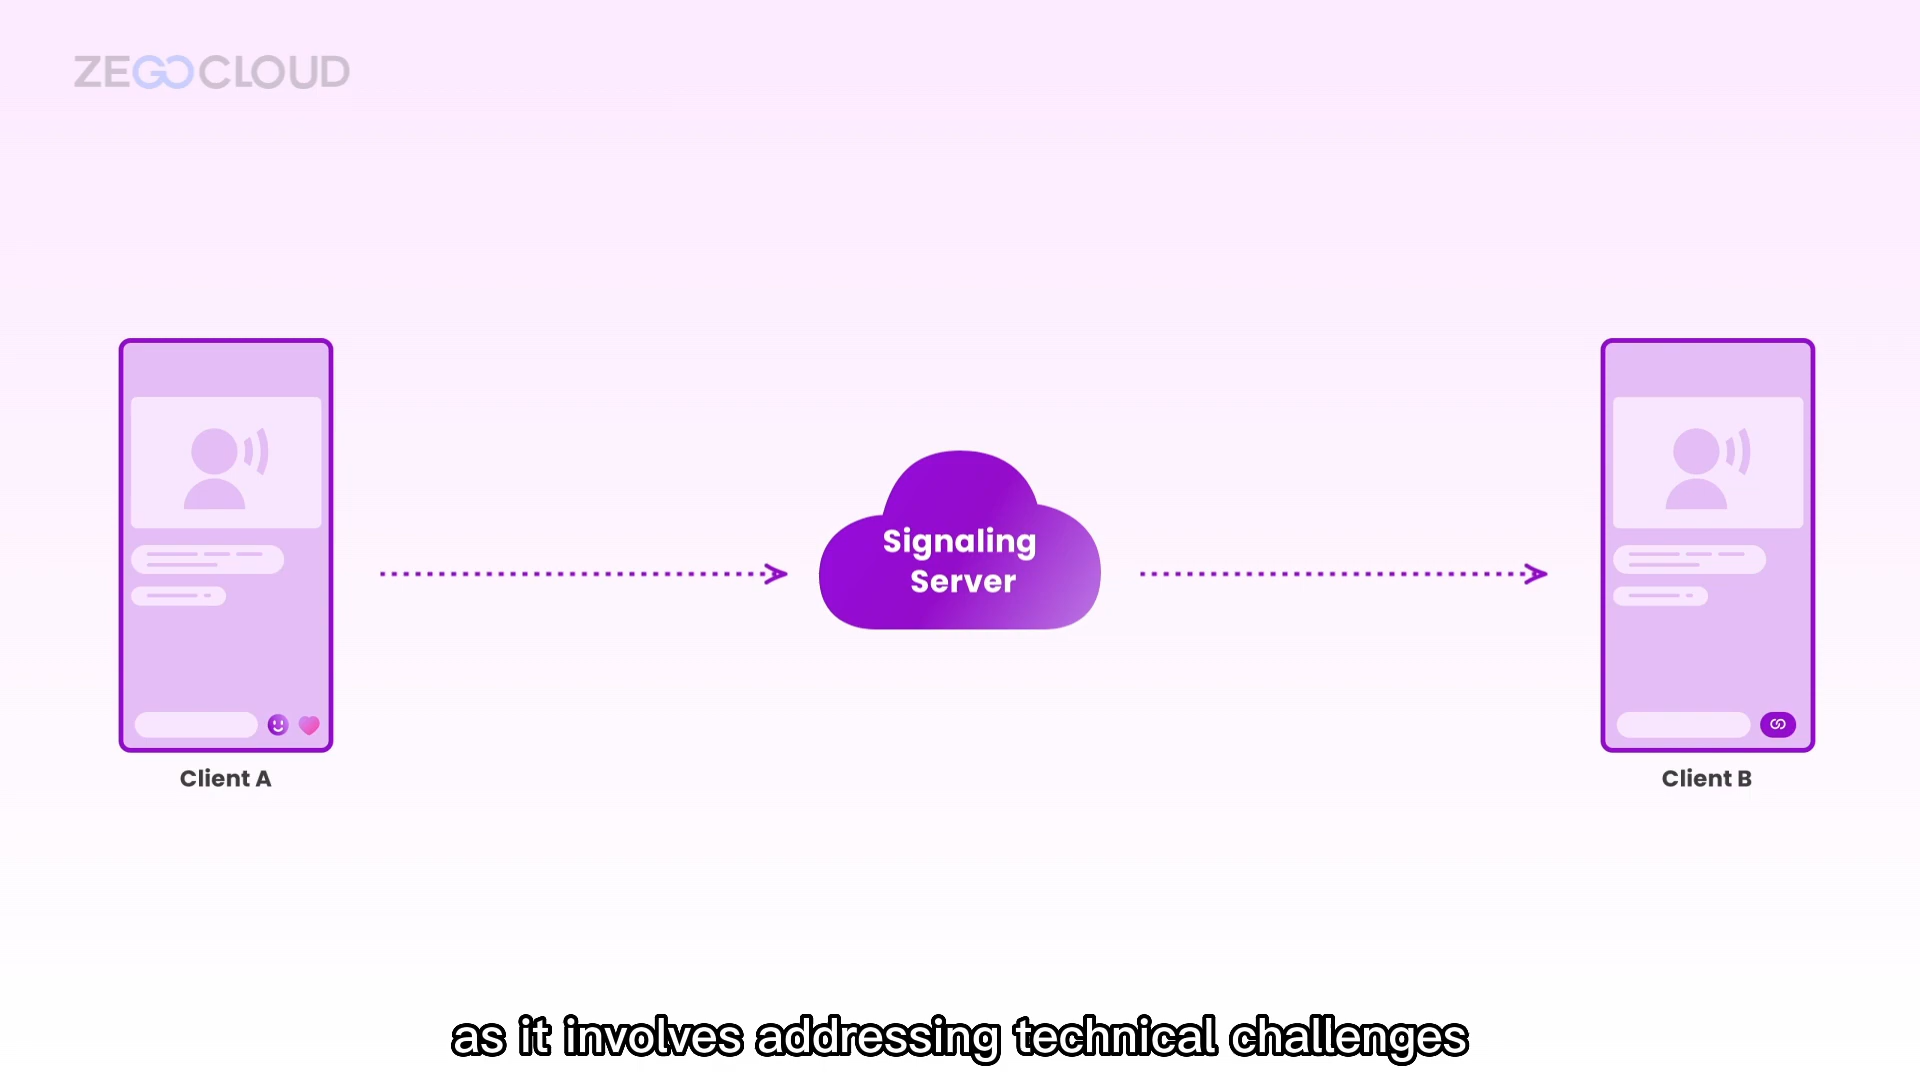 ZEGOCLOUD
Signaling
Server
Client A
Client B
as it involves addressing technical challenges